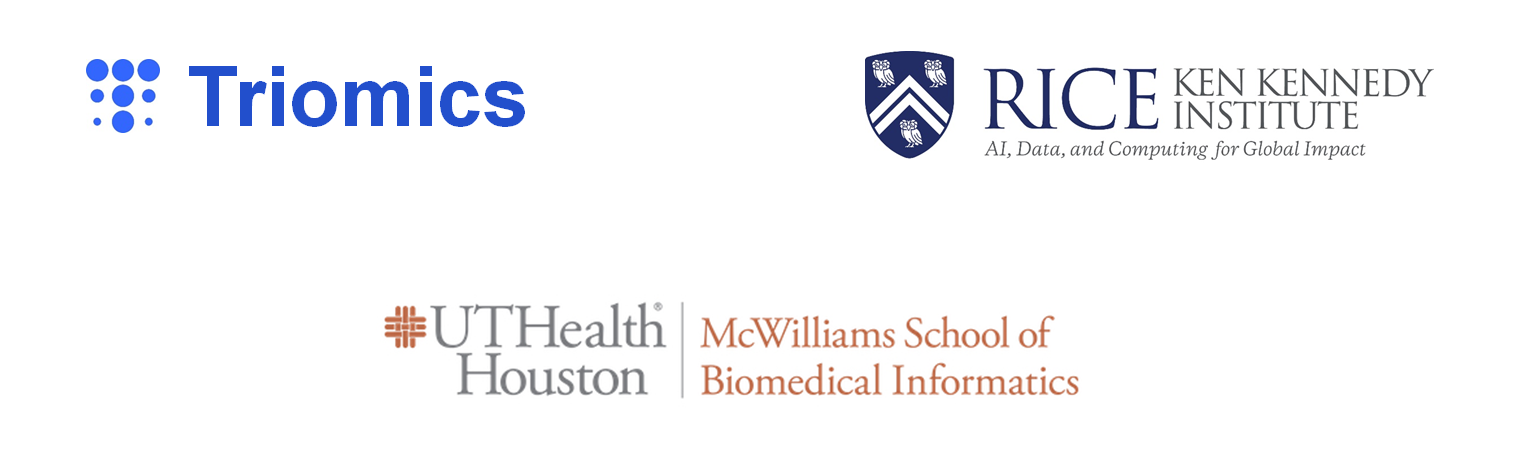 Triomics
RICE KEN KENNEDY
INSTITUTE
AI, Data, and Computing for Global Impact
UTHealth®
Houston
McWilliams School of
Biomedical Informatics